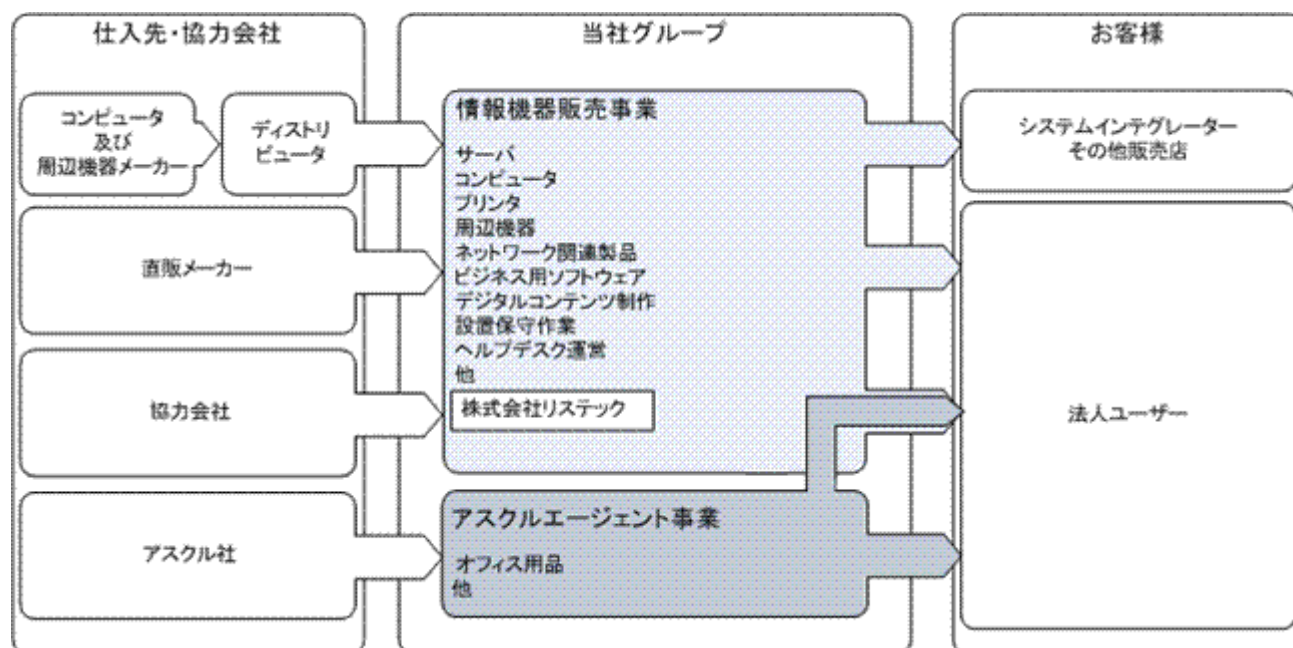 仕入先・協力会社
コンピュータ
及び
周辺機器メーカー
ディストリ
ビュータ
直販メーカー
協力会社
アスクル社
当社グループ
情報機器販売事業
サーバ
コンピュータ
プリンタ
周辺機器
ネットワーク関連製品
ビジネス用ソフトウェア
デジタルコンテンツ制作
設置保守作業
ヘルプデスク運営
他
株式会社リステック
アスクルエージェント事業
オフィス用品
他
お客様
システムインテグレーター
その他販売店
法人ユーザー